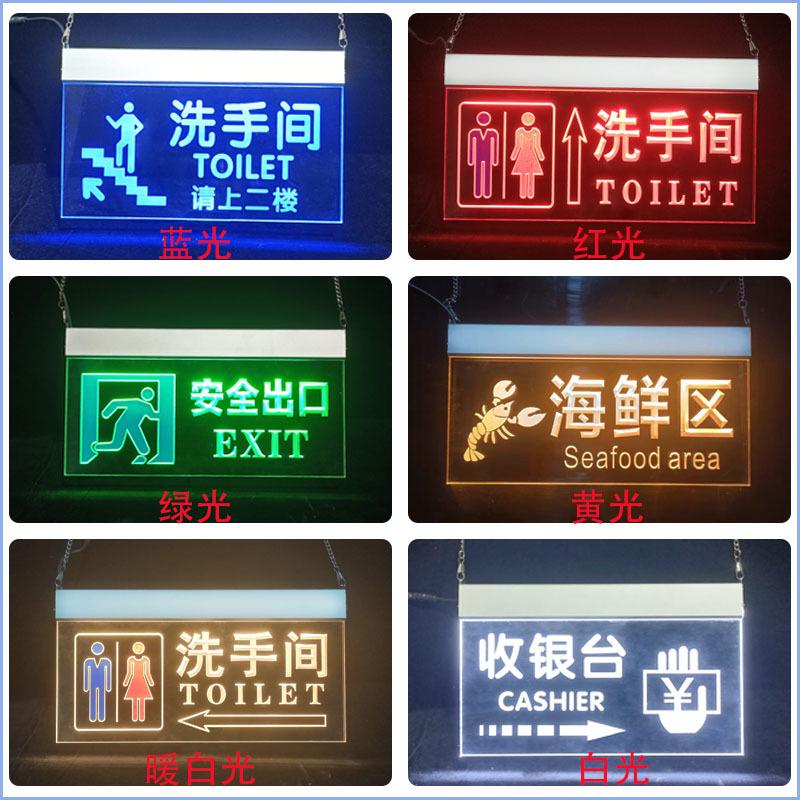 洗手间
TOILET
请上二楼
蓝光
洗手间
TOILET
红光
安全出口
EXIT
绿光
海鲜区
Seafood area
黄光
洗手间
TOILET
暖白光
收银台
CASHIER
¥
白光